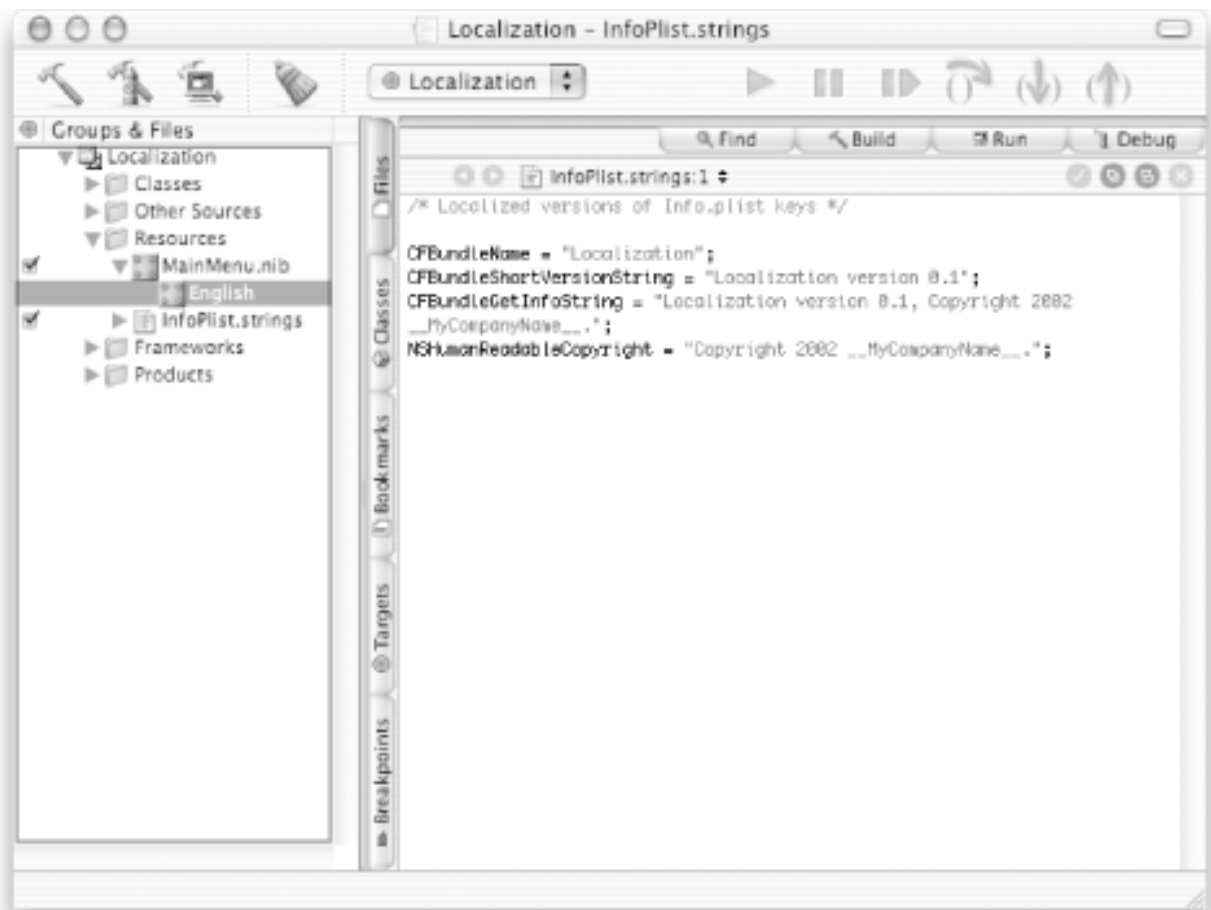 Localization – InfoPlist.strings
Localization
Groups & Files
Localization
Classes
Other Sources
Resources
MainMenu.nib
English
InfoPlist.strings
Frameworks
Products
Files
Classes
Bookmarks
Targets
Breakpoints
Find
Build
Run
Debug
InfoPlist.strings:1
/* Localized versions of Info.plist keys */
CFBundleName = "Localization";
CFBundleShortVersionString = "Localization version 0.1";
CFBundleGetInfoString = "Localization version 0.1, Copyright 2002
__MyCompanyName__.";
NSHumanReadableCopyright = "Copyright 2002 __MyCompanyName__.";